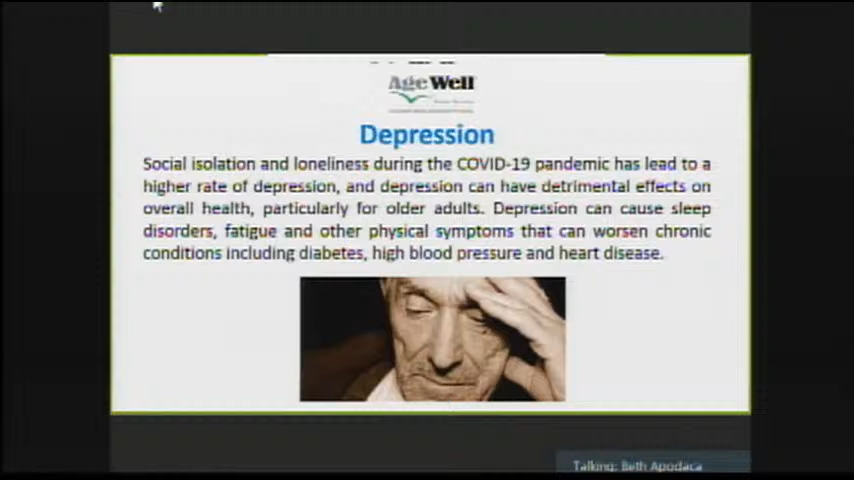 AgeWell
Depression
Social isolation and loneliness during the COVID-19 pandemic has lead to a
higher rate of depression, and depression can have detrimental effects on
overall health, particularly for older adults. Depression can cause sleep
disorders, fatigue and other physical symptoms that can worsen chronic
conditions including diabetes, high blood pressure and heart disease.
Talking: Beth Apodaca